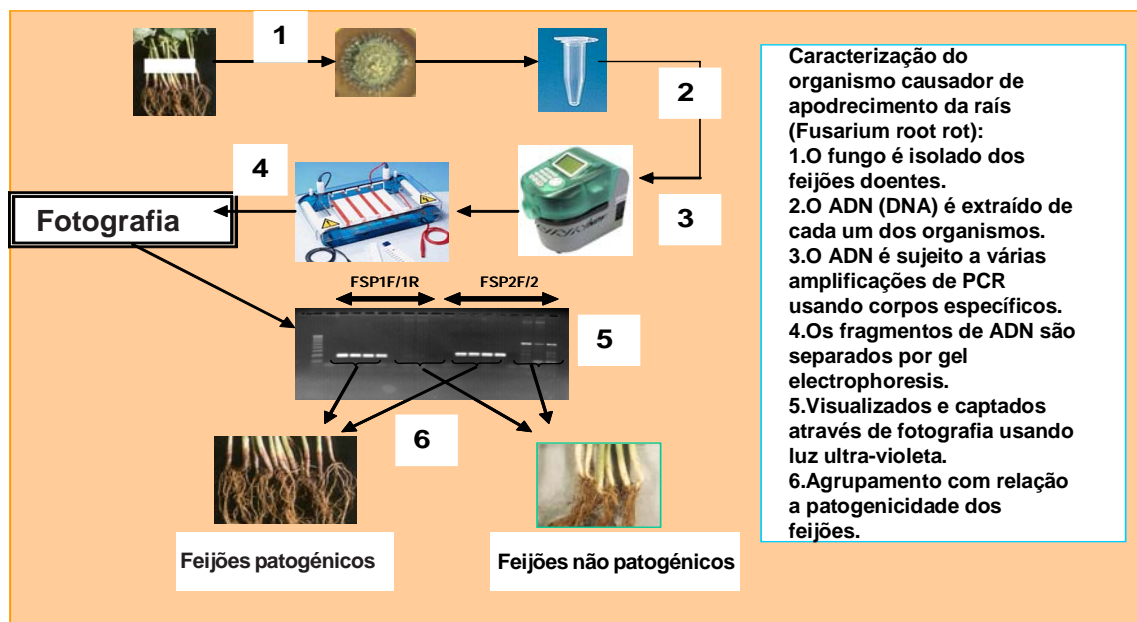 1
2
4
3
Fotografia
FSP1F/1R
FSP2F/2
5
6
Feijões patogénicos
Feijões não patogénicos
Caracterização do
organismo causador de
apodrecimento da raís
(Fusarium root rot):
1.O fungo é isolado dos
feijões doentes.
2.O ADN (DNA) é extraído de
cada um dos organismos.
3.O ADN é sujeito a várias
amplificações de PCR
usando corpos específicos.
4.Os fragmentos de ADN são
separados por gel
electrophoresis.
5.Visualizados e captados
através de fotografia usando
luz ultra-violeta.
6.Agrupamento com relação
a patogenicidade dos
feijões.